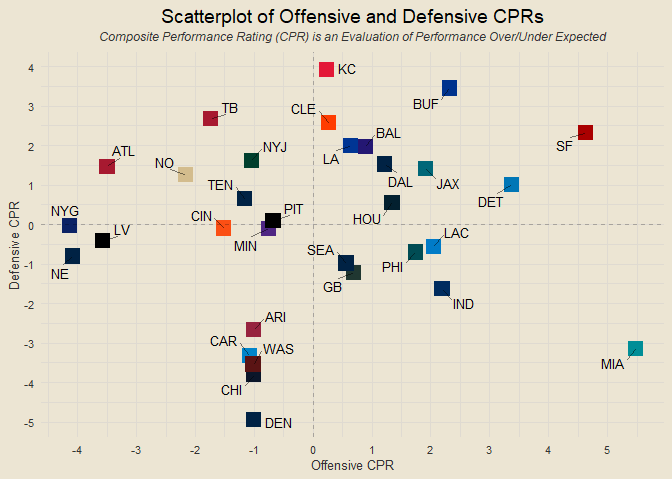 Scatterplot of Offensive and Defensive CPRs
Composite Performance Rating (CPR) is an Evaluation of Performance Over/Under Expected
4
KC
BUF
3
TB
CLE
2
NYJ
BAL
SF
ATL
NO
LA
DAL
JAX
1
TEN
DET
NYG
CIN
PIT
HOU
0
LV
MIN
LAC
NE
SEA
PHI
-1
GB
IND
-2
ARI
-3
CAR
WAS
MIA
-4
CHI
-5
DEN
Defensive CPR
-4
-3
-2
-1
0
1
2
3
4
5
Offensive CPR